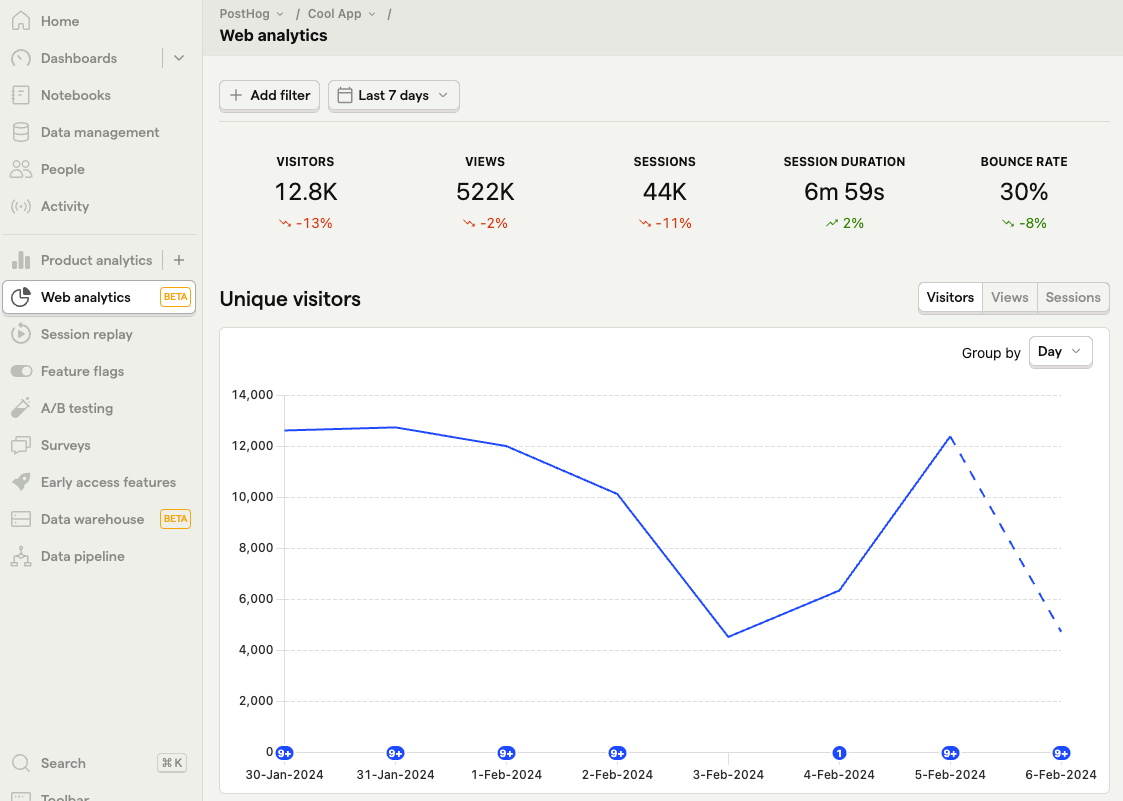 Home
Dashboards
Notebooks
Data management
People
Activity
Product analytics
Web analytics BETA
Session replay
Feature flags
A/B testing
Surveys
Early access features
Data warehouse BETA
Data pipeline
Search ⌘ K
Toolbar
PostHog / Cool App /
Web analytics
Add filter Last 7 days
VISITORS VIEWS SESSIONS SESSION DURATION BOUNCE RATE
12.8K 522K 44K 6m 59s 30%
-13% -2% -11% 2% -8%
Unique visitors Visitors Views Sessions
Group by Day
14,000
12,000
10,000
8,000
6,000
4,000
2,000
0 9+ 9+ 9+ 9+ 1 9+ 9+
30-Jan-2024 31-Jan-2024 1-Feb-2024 2-Feb-2024 3-Feb-2024 4-Feb-2024 5-Feb-2024 6-Feb-2024